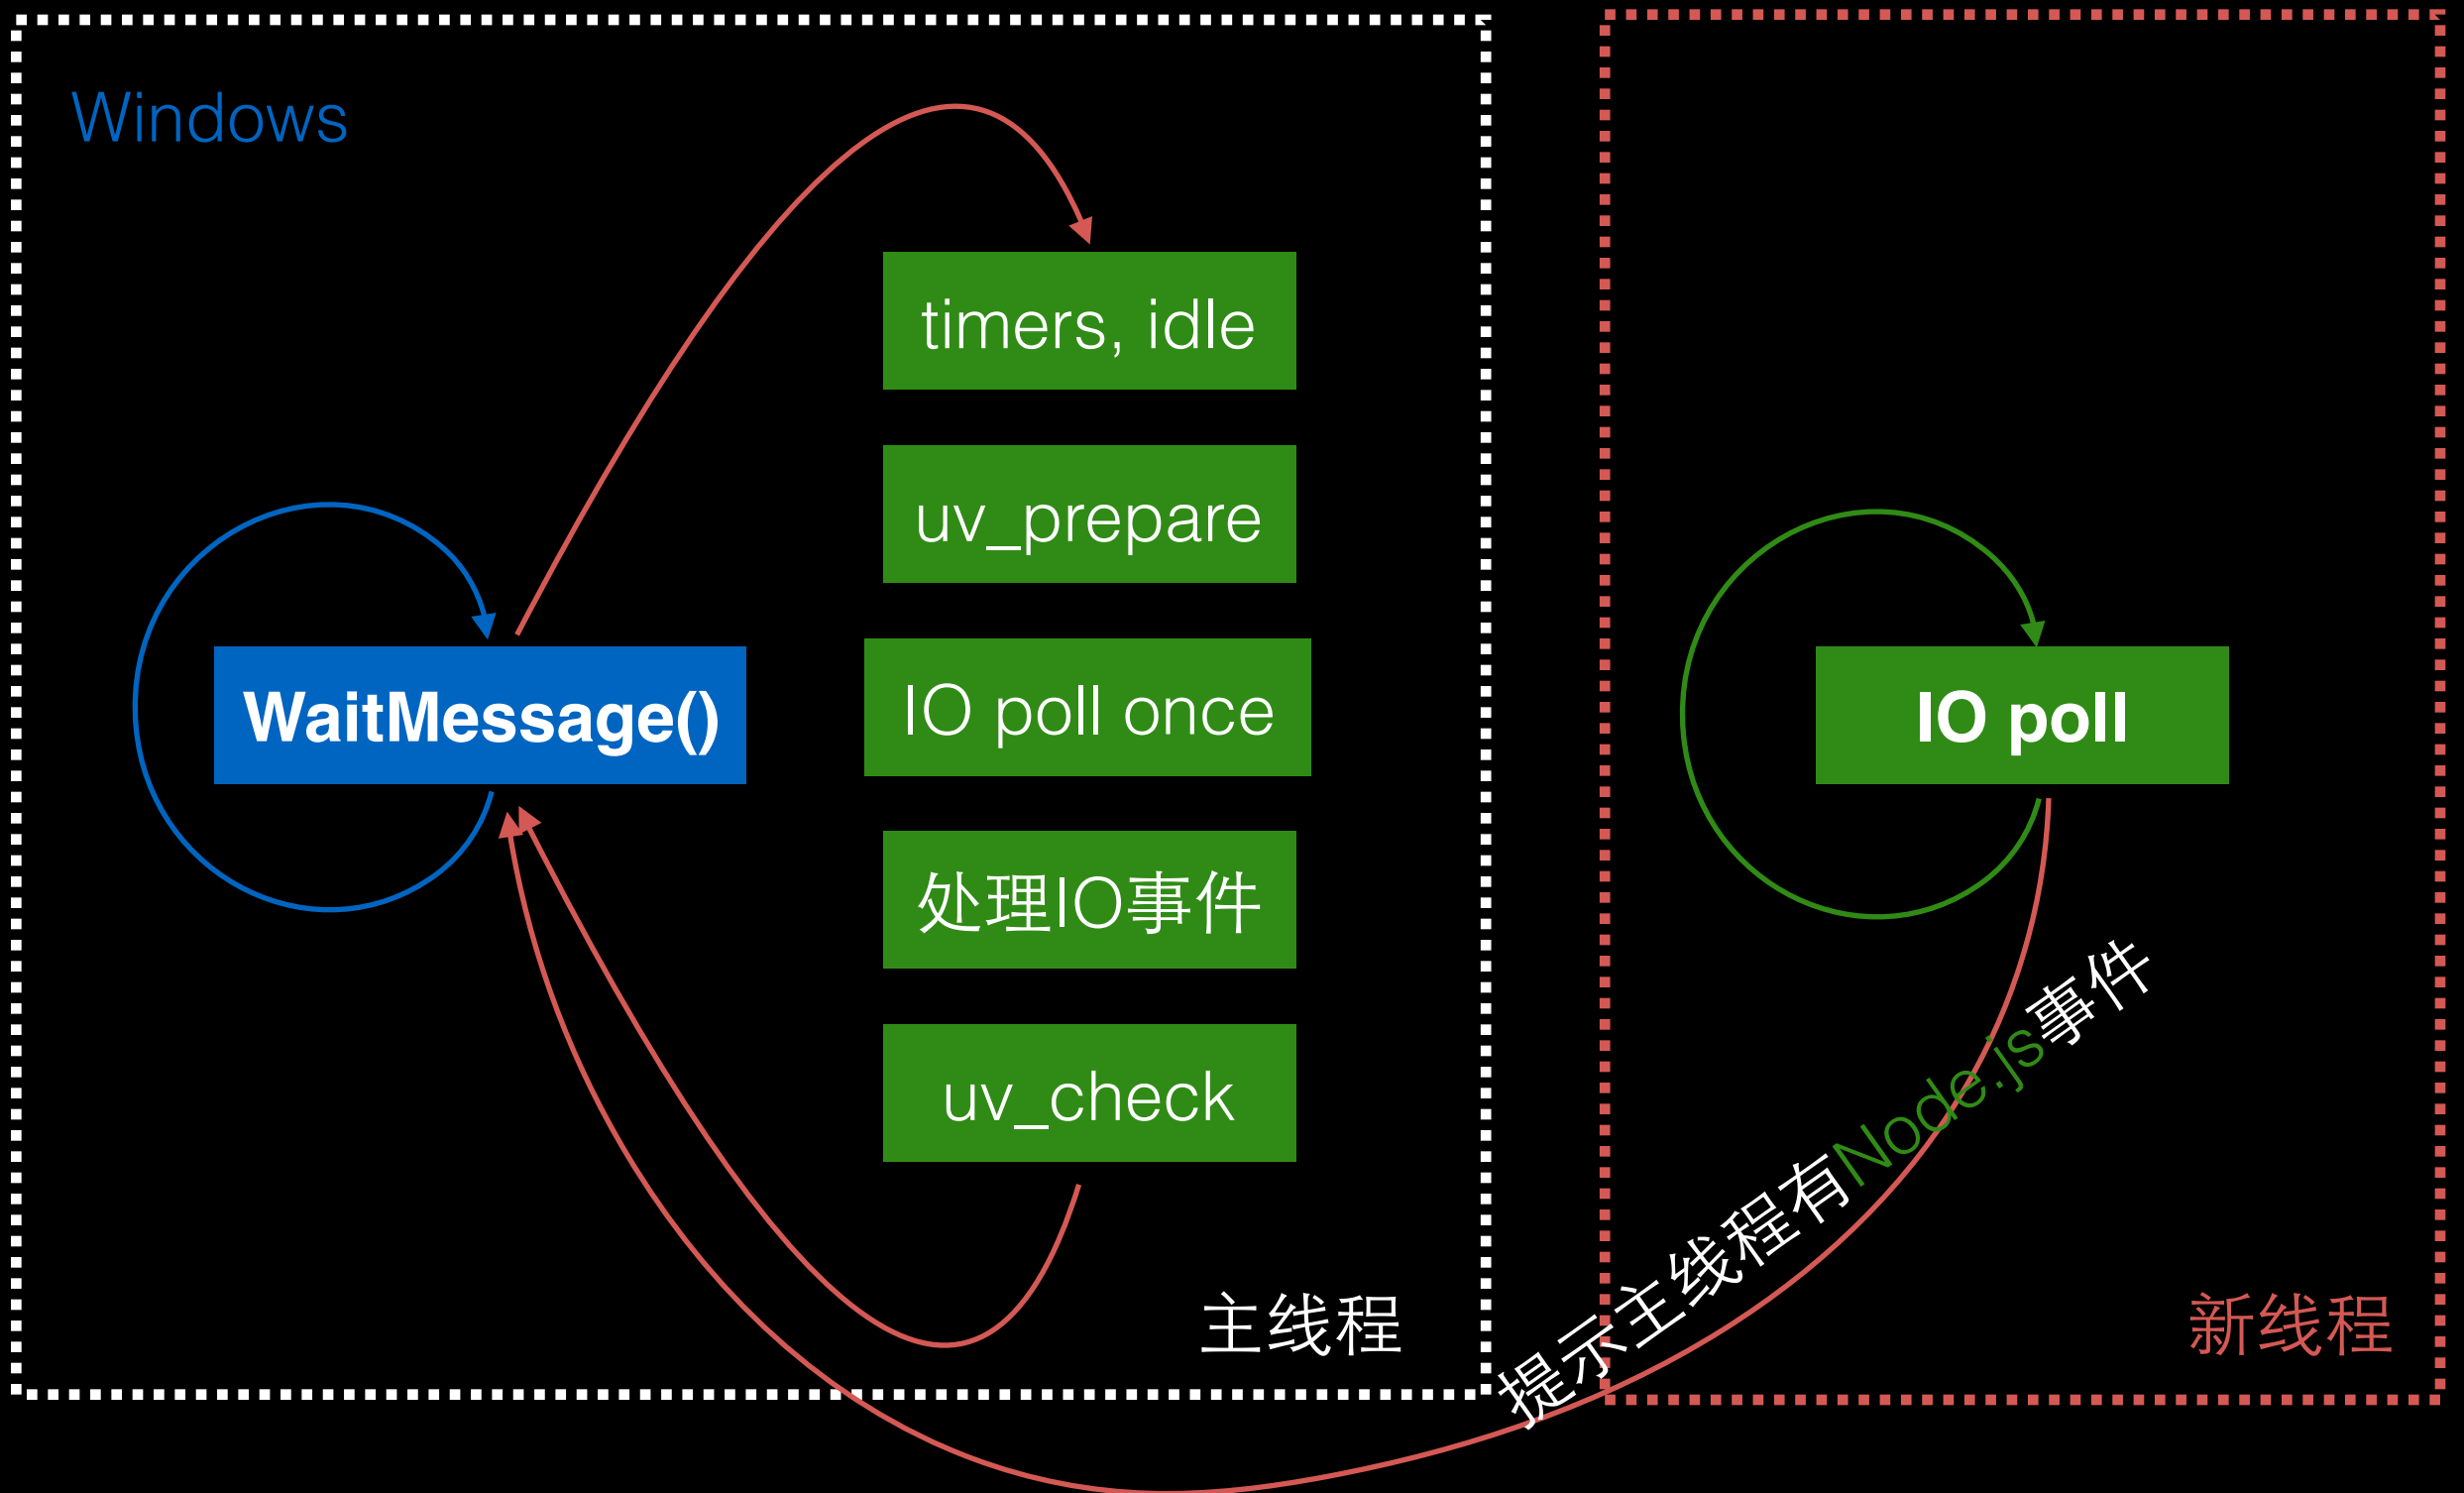 Windows
WaitMessage()
timers, idle
uv_prepare
IO poll once
处理IO事件
uv_check
主线程
IO poll
提示主线程有Node.js事件
新线程